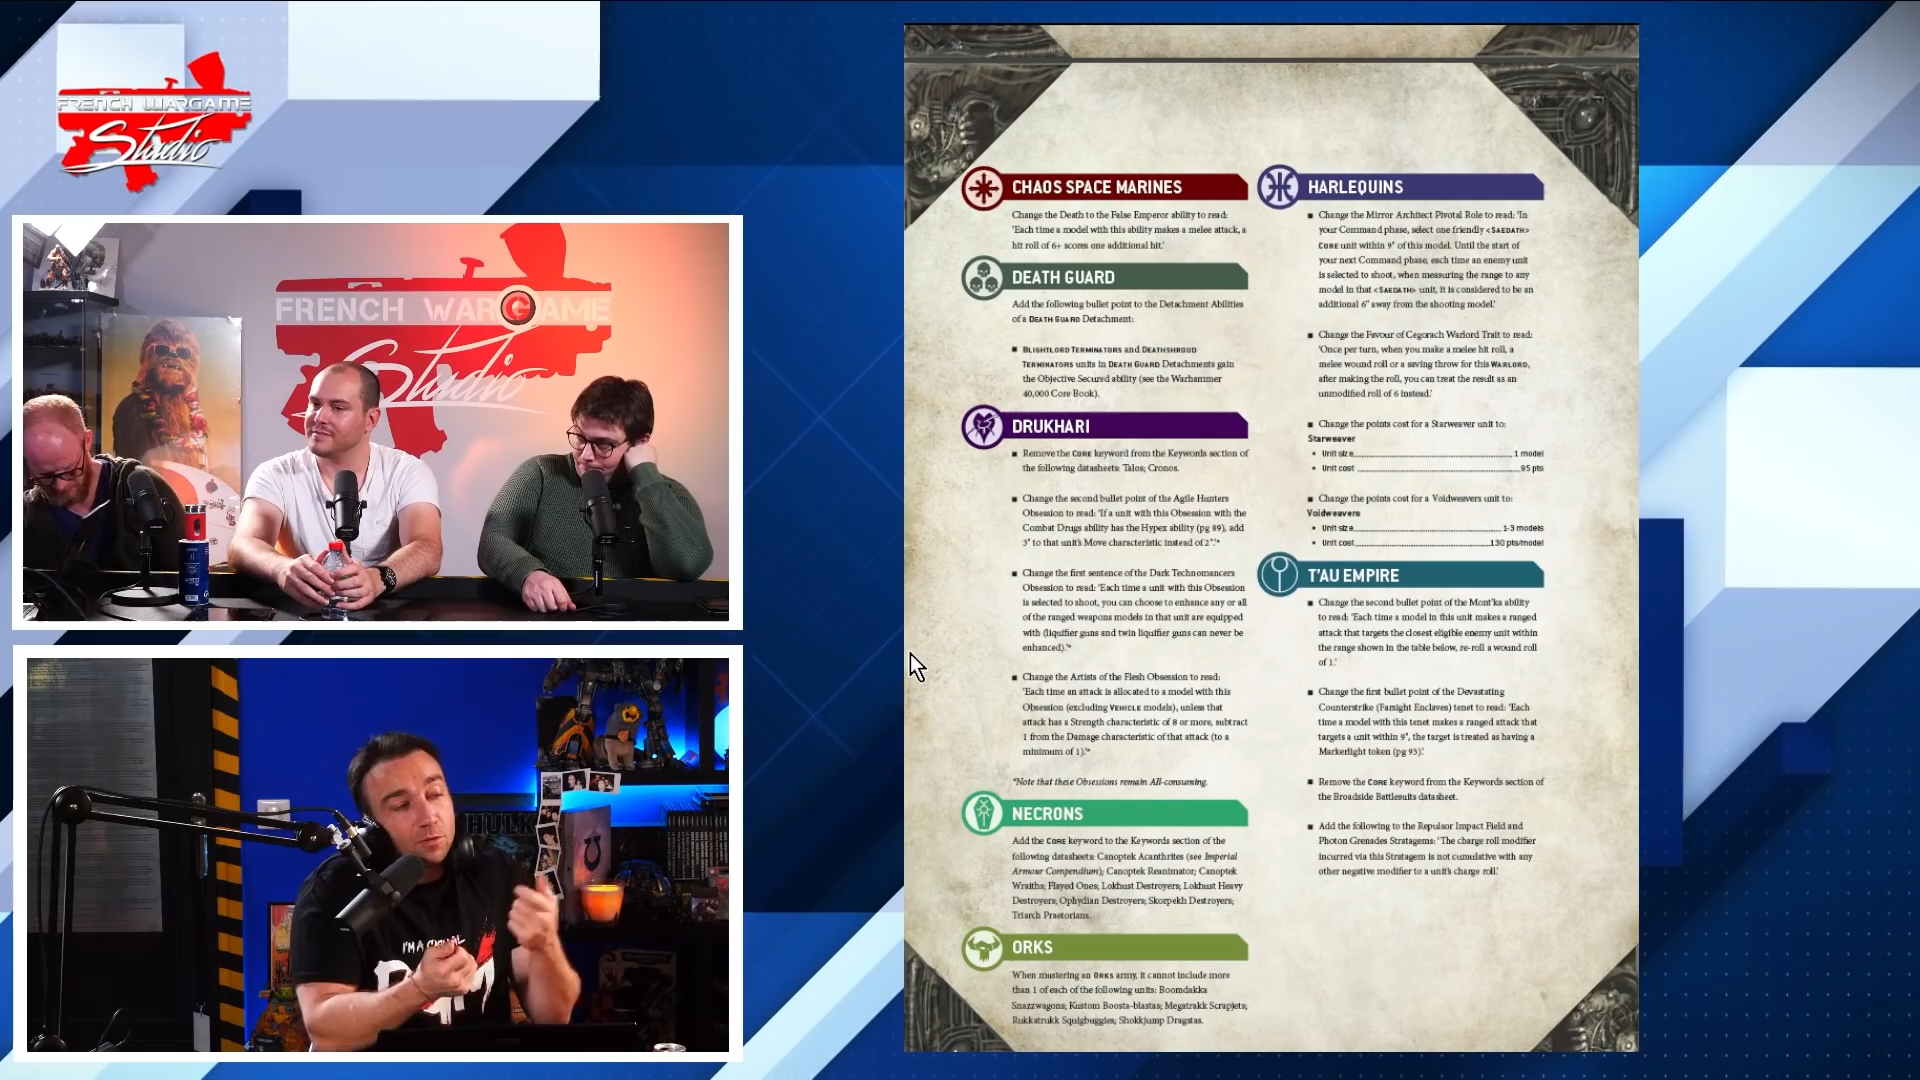 FRENCH WARGAME
Studio
FRENCH WARGAME
Studio
I'M A
CHAOS SPACE MARINES
Change the Death to the False Emperor ability to read:
'Each time a model with this ability makes a melee attack, a
hit roll of 6+ scores one additional hit.'
DEATH GUARD
Add the following bullet point to the Detachment Abilities
of a DEATH GUARD Detachment:
■ BLIGHTLORD TERMINATORS and DEATHSHROUD
TERMINATORS units in DEATH GUARD Detachments gain
the Objective Secured ability (see the Warhammer
40,000 Core Book).
DRUKHARI
■ Remove the CORE keyword from the Keywords section of
the following datasheets: Talos; Cronos.
■ Change the second bullet point of the Agile Hunters
Obsession to read: 'If a unit with this Obsession with the
Combat Drugs ability has the Hypex ability (pg 89), add
3" to that unit's Move characteristic instead of 2".'*
■ Change the first sentence of the Dark Technomancers
Obsession to read: 'Each time a unit with this Obsession
is selected to shoot, you can choose to enhance any or all
of the ranged weapons models in that unit are equipped
with (liquifier guns and twin liquifier guns can never be
enhanced).'*
■ Change the Artists of the Flesh Obsession to read:
'Each time an attack is allocated to a model with this
Obsession (excluding VEHICLE models), unless that
attack has a Strength characteristic of 8 or more, subtract
1 from the Damage characteristic of that attack (to a
minimum of 1).'*
*Note that these Obsessions remain All-consuming.
NECRONS
Add the CORE keyword to the Keywords section of the
following datasheets: Canoptek Acanthrites (see Imperial
Armour Compendium); Canoptek Reanimator; Canoptek
Wraiths; Flayed Ones; Lokhust Destroyers; Lokhust Heavy
Destroyers; Ophydian Destroyers; Skorpekh Destroyers;
Triarch Praetorians.
ORKS
When mustering an ORKS army, it cannot include more
than 1 of each of the following units: Boomdakka
Snazzwagons; Kustom Boosta-blastas; Megatrakk Scrapjets;
Rukkatrukk Squigbuggies; Shokkjump Dragstas.
HARLEQUINS
■ Change the Mirror Architect Pivotal Role to read: 'In
your Command phase, select one friendly <SAEDATH>
CORE unit within 9" of this model. Until the start of
your next Command phase, each time an enemy unit
is selected to shoot, when measuring the range to any
model in that <SAEDATH> unit, it is considered to be an
additional 6" away from the shooting model.'
■ Change the Favour of Cegorach Warlord Trait to read:
'Once per turn, when you make a melee hit roll, a
melee wound roll or a saving throw for this WARLORD,
after making the roll, you can treat the result as an
unmodified roll of 6 instead.'
■ Change the points cost for a Starweaver unit to:
Starweaver
• Unit size 1 model
• Unit cost 95 pts
■ Change the points cost for a Voidweavers unit to:
Voidweavers
• Unit size 1-3 models
• Unit cost 130 pts/model
T'AU EMPIRE
■ Change the second bullet point of the Mont'ka ability
to read: 'Each time a model in this unit makes a ranged
attack that targets the closest eligible enemy unit within
the range shown in the table below, re-roll a wound roll
of 1.'
■ Change the first bullet point of the Devastating
Counterstrike (Farsight Enclaves) tenet to read: 'Each
time a model with this tenet makes a ranged attack that
targets a unit within 9", the target is treated as having a
Markerlight token (pg 93).'
■ Remove the CORE keyword from the Keywords section of
the Broadside Battlesuits datasheet.
■ Add the following to the Repulsor Impact Field and
Photon Grenades Stratagems: 'The charge roll modifier
incurred via this Stratagem is not cumulative with any
other negative modifier to a unit's charge roll.'